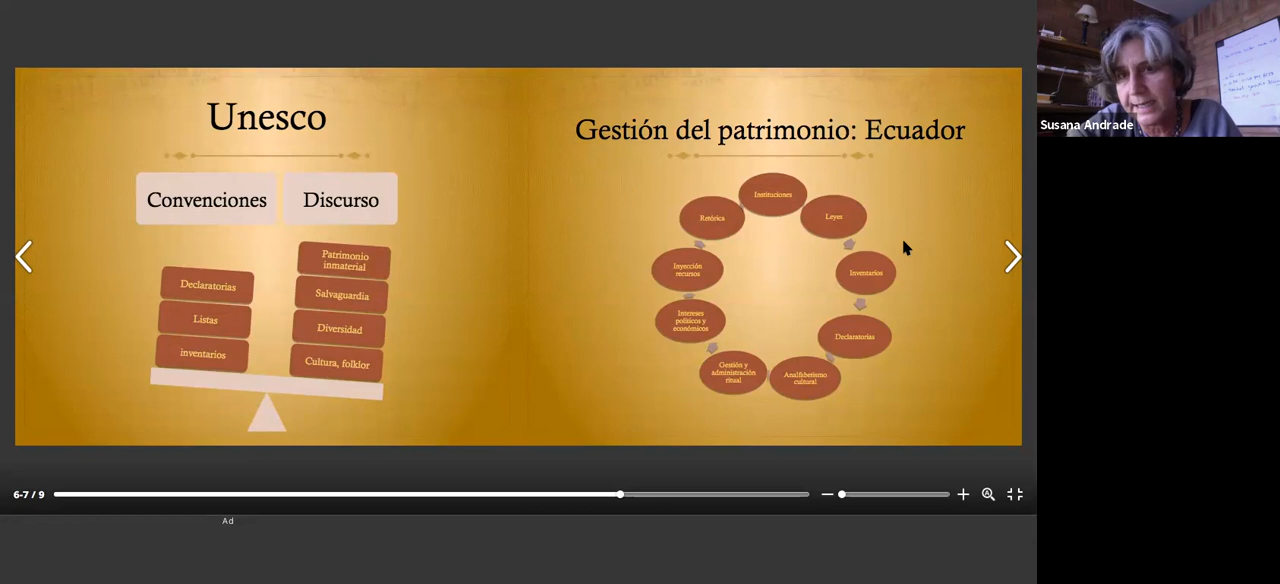 Unesco
Convenciones
Discurso
Declaratorias
Listas
inventarios
Patrimonio
inmaterial
Salvaguardia
Diversidad
Cultura, folklor
Gestión del patrimonio: Ecuador
Instituciones
Leyes
Inventarios
Declaratorias
Analfabetismo
cultural
Gestión y
administración
ritual
Intereses
políticos y
económicos
Inyección
recursos
Retórica
6-7 / 9
Ad
Susana Andrade